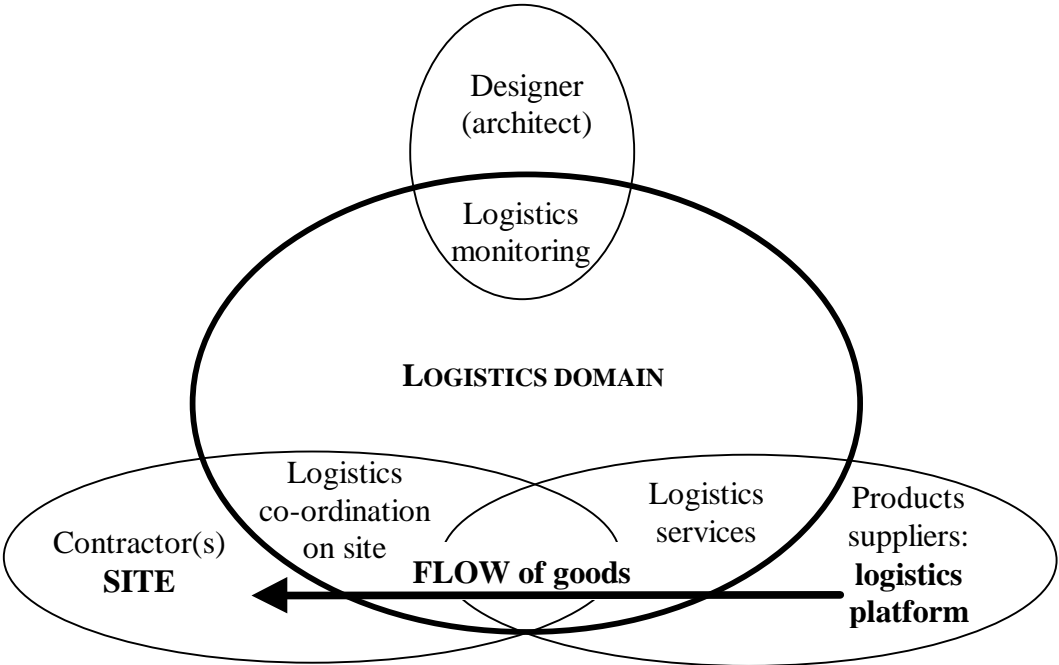 Designer
(architect)
Logistics
monitoring
LOGISTICS DOMAIN
Logistics
co-ordination
on site
Logistics
services
Products
suppliers:
logistics
platform
Contractor(s)
SITE
FLOW of goods